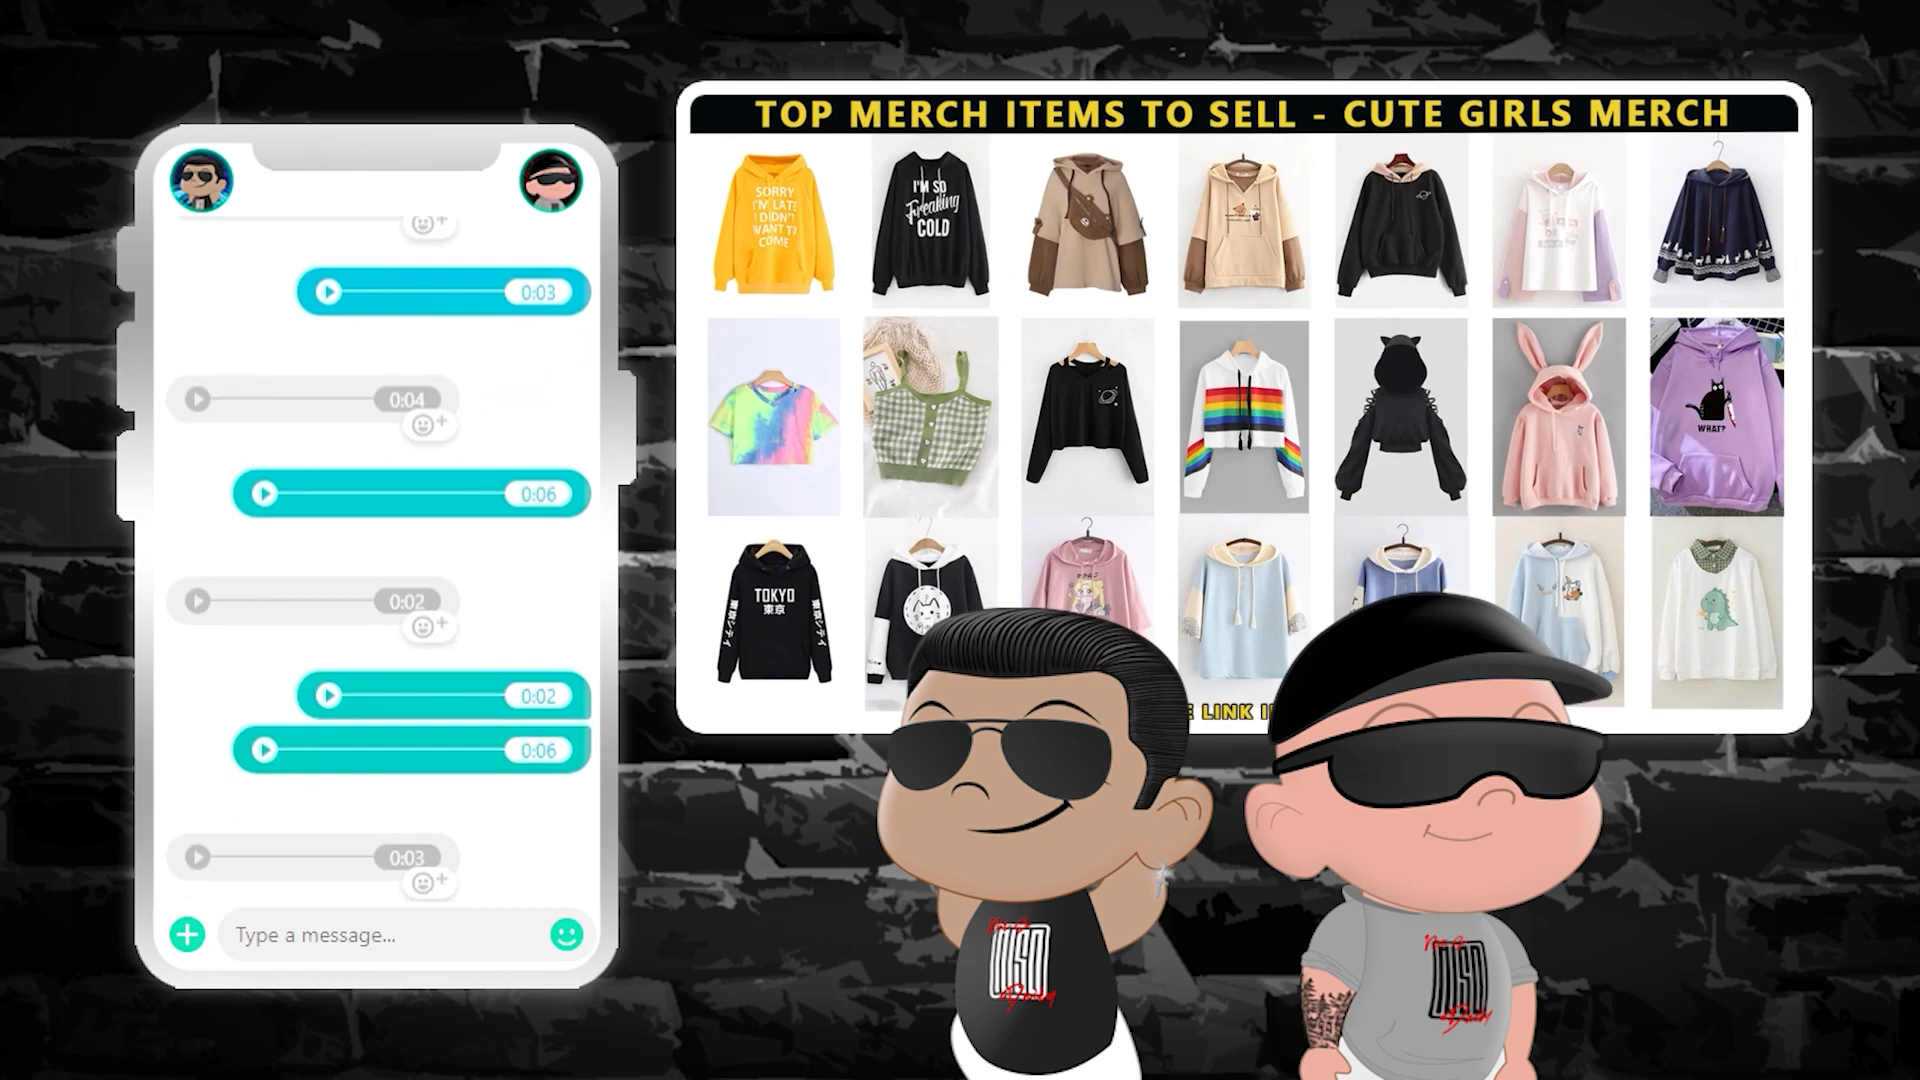 TOP MERCH ITEMS TO SELL - CUTE GIRLS MERCH
SORRY
I'M LATE
I DIDN'T
WANT TO
COME
I'M SO
Freaking
COLD
WHAT?
TOKYO
東京
LINK
0:03
0:04
0:06
0:02
0:02
0:06
0:03
Type a message...